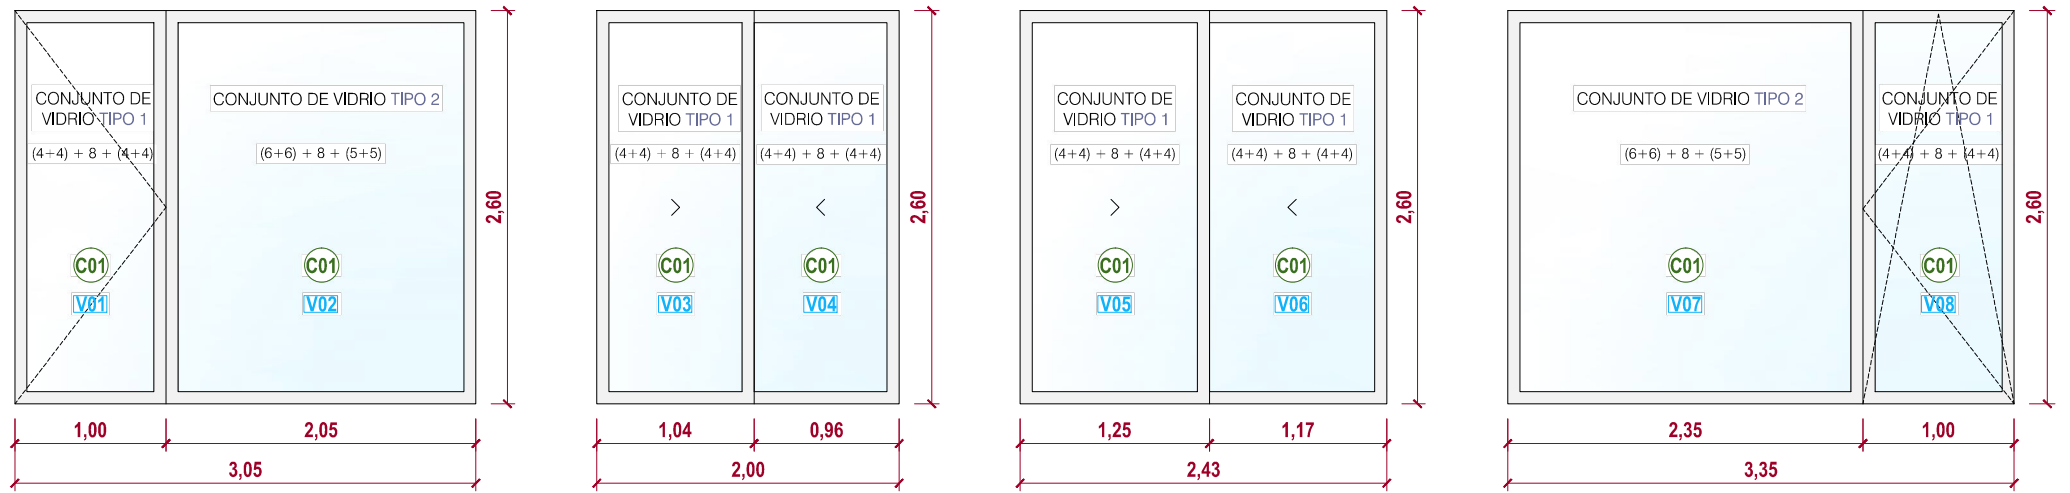 CONJUNTO DE
VIDRIO TIPO 1
(4+4) + 8 + (4+4)
C01
V01
CONJUNTO DE VIDRIO TIPO 2
(6+6) + 8 + (5+5)
C01
V02
2,60
1,00
2,05
3,05
CONJUNTO DE
VIDRIO TIPO 1
(4+4) + 8 + (4+4)
C01
V03
CONJUNTO DE
VIDRIO TIPO 1
(4+4) + 8 + (4+4)
C01
V04
2,60
1,04
0,96
2,00
CONJUNTO DE
VIDRIO TIPO 1
(4+4) + 8 + (4+4)
C01
V05
CONJUNTO DE
VIDRIO TIPO 1
(4+4) + 8 + (4+4)
C01
V06
2,60
1,25
1,17
2,43
CONJUNTO DE VIDRIO TIPO 2
(6+6) + 8 + (5+5)
C01
V07
CONJUNTO DE
VIDRIO TIPO 1
(4+4) + 8 + (4+4)
C01
V08
2,60
2,35
1,00
3,35